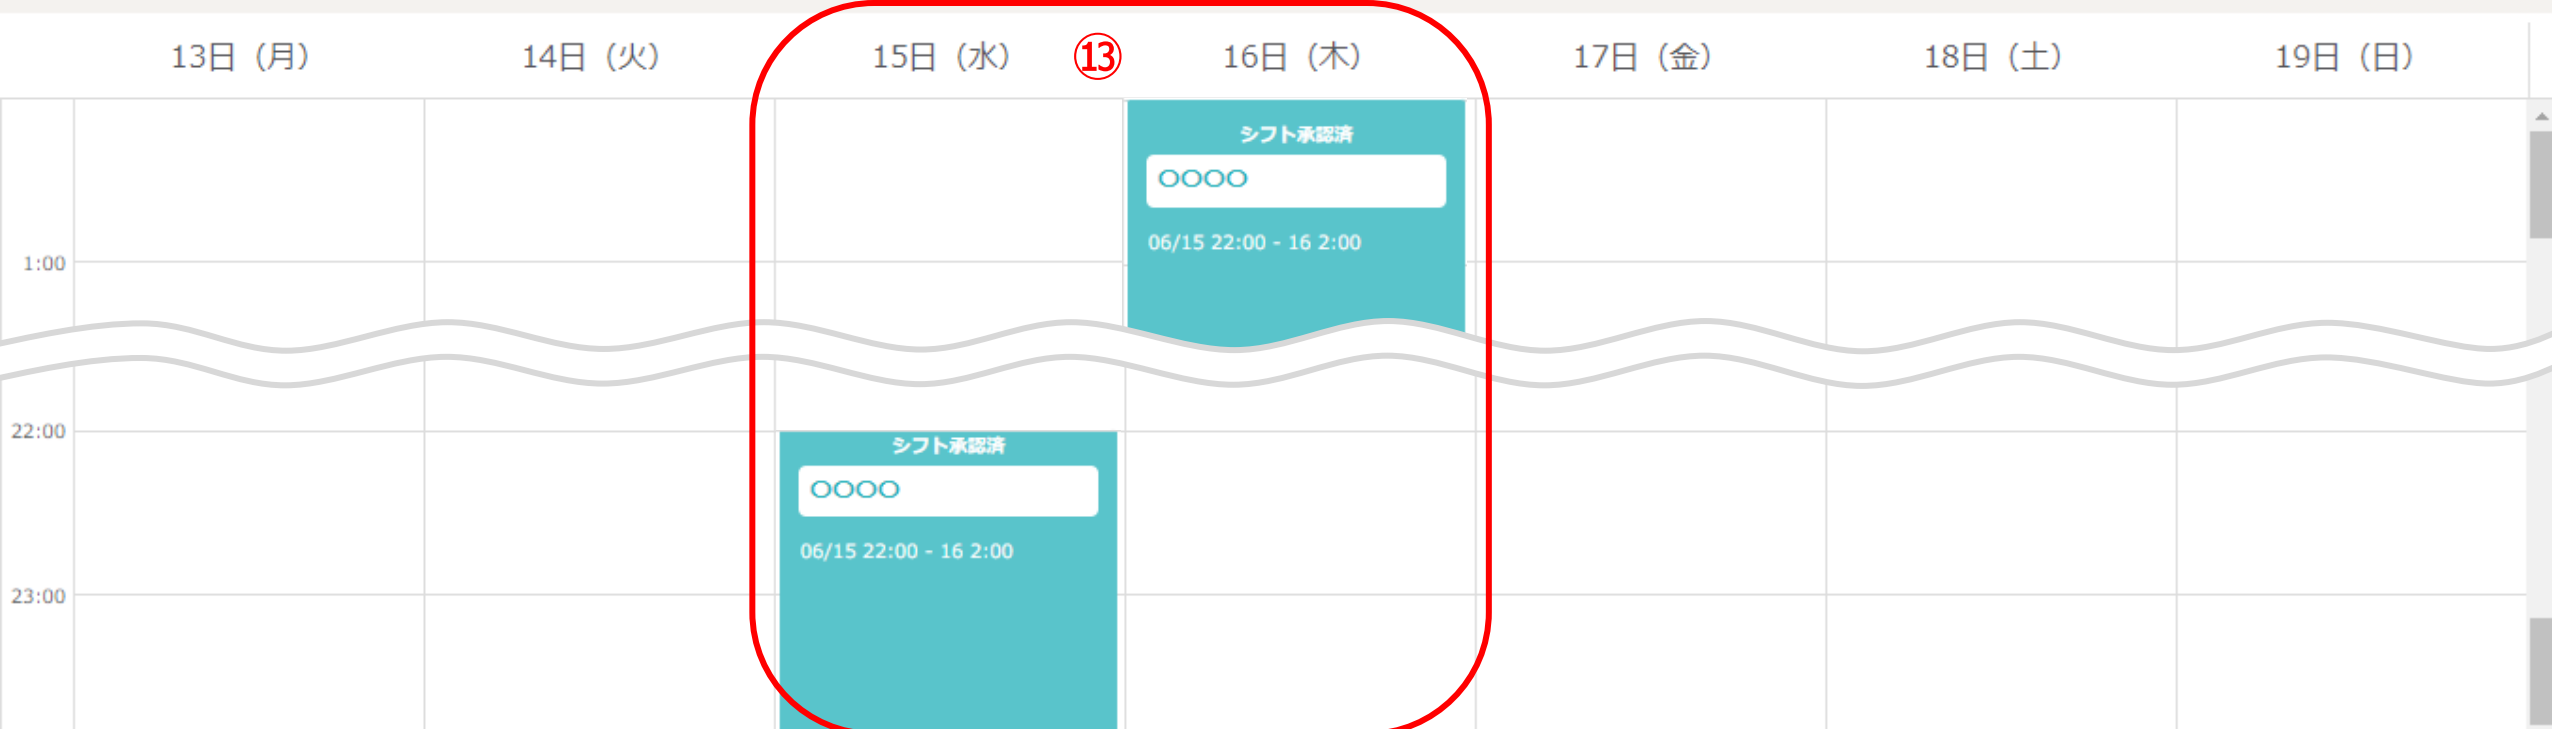 13日（月） 14日（火） 15日（水） ⑬ 16日（木） 17日（金） 18日（土） 19日（日）
シフト承認済
○○○○
06/15 22:00 - 16 2:00
1:00
22:00
シフト承認済
○○○○
06/15 22:00 - 16 2:00
23:00